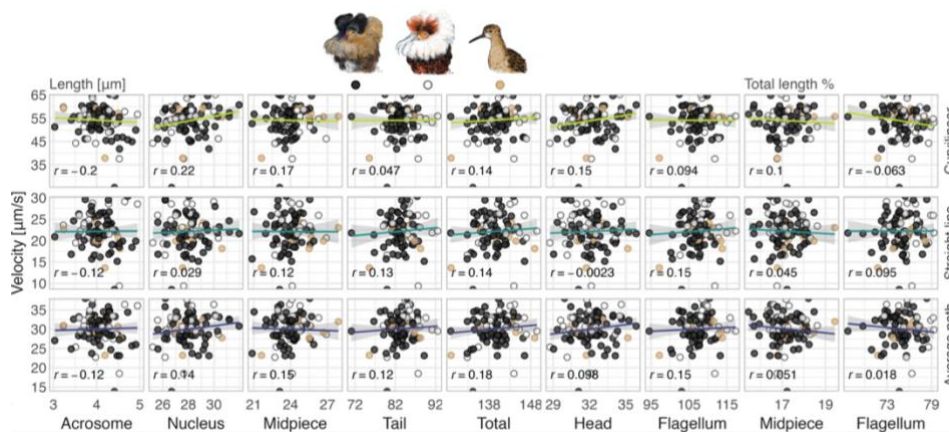 Length [µm] Total length %
65
55
45
35
r = −0.2 r = 0.22 r = 0.17 r = 0.047 r = 0.14 r = 0.15 r = 0.094 r = 0.1 r = −0.063
Velocity [µm/s]
30
25
20
15
10
r = −0.12 r = 0.029 r = 0.12 r = 0.13 r = 0.14 r = −0.0023 r = 0.15 r = 0.045 r = 0.095
35
30
25
20
15
r = −0.12 r = 0.14 r = 0.15 r = 0.12 r = 0.18 r = 0.098 r = 0.15 r = 0.051 r = 0.018
3 4 5 26 28 30 21 24 27 72 82 92 138 148 29 32 35 95 105 115 17 19 73 79
Acrosome Nucleus Midpiece Tail Total Head Flagellum Midpiece Flagellum